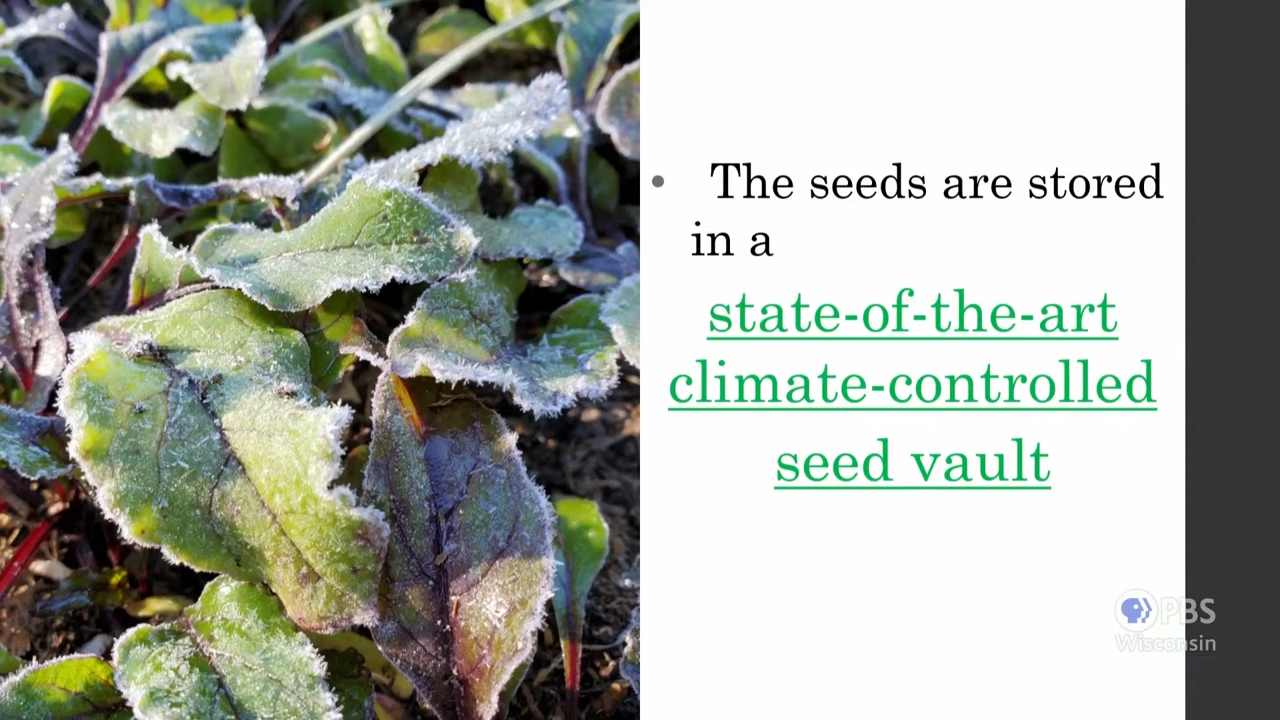 • The seeds are stored
in a
state-of-the-art
climate-controlled
seed vault
PBS
Wisconsin